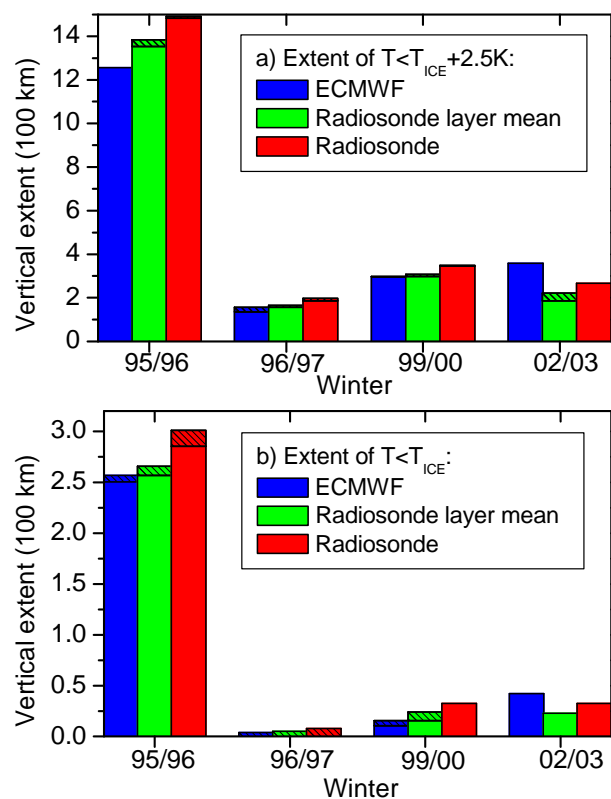 14
12
10
8
6
4
2
0
Vertical extent (100 km)
a) Extent of T<T_ICE+2.5K:
ECMWF
Radiosonde layer mean
Radiosonde
95/96 96/97 99/00 02/03
Winter
3.0
2.5
2.0
1.5
1.0
0.5
0.0
Vertical extent (100 km)
b) Extent of T<T_ICE:
ECMWF
Radiosonde layer mean
Radiosonde
95/96 96/97 99/00 02/03
Winter